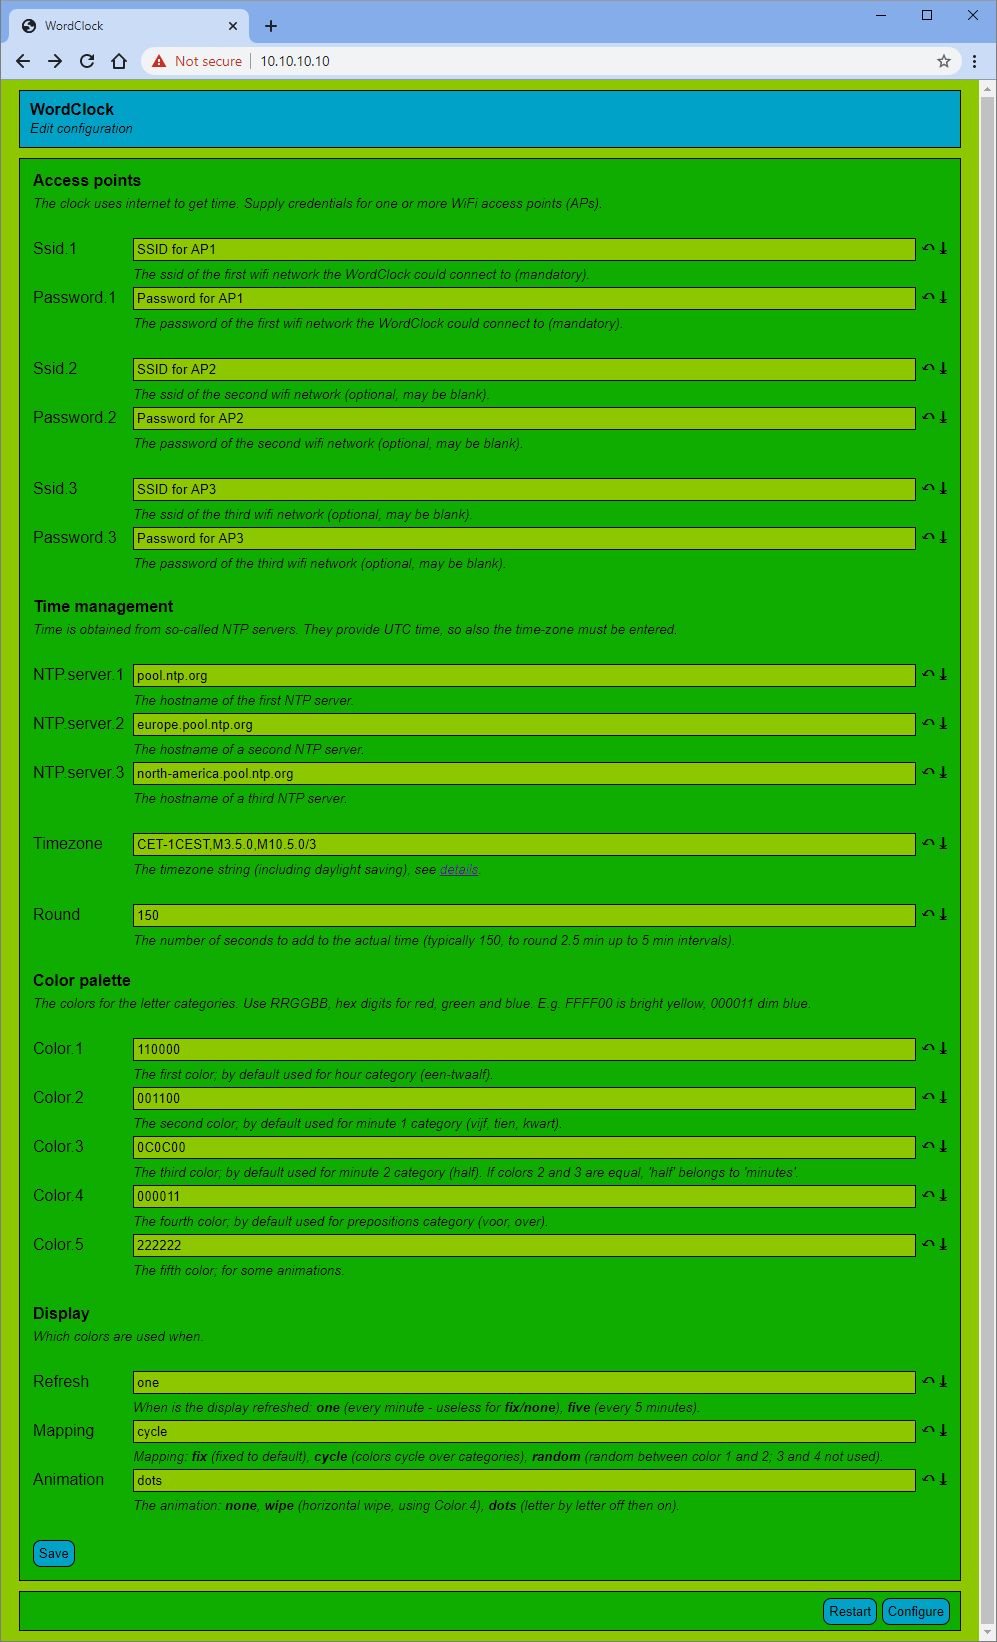 WordClock
Not secure | 10.10.10.10
WordClock
Edit configuration
Access points
The clock uses internet to get time. Supply credentials for one or more WiFi access points (APs).
Ssid.1 SSID for AP1
The ssid of the first wifi network the WordClock could connect to (mandatory).
Password.1 Password for AP1
The password of the first wifi network the WordClock could connect to (mandatory).
Ssid.2 SSID for AP2
The ssid of the second wifi network (optional, may be blank).
Password.2 Password for AP2
The password of the second wifi network (optional, may be blank).
Ssid.3 SSID for AP3
The ssid of the third wifi network (optional, may be blank).
Password.3 Password for AP3
The password of the third wifi network (optional, may be blank).
Time management
Time is obtained from so-called NTP servers. They provide UTC time, so also the time-zone must be entered.
NTP.server.1 pool.ntp.org
The hostname of the first NTP server.
NTP.server.2 europe.pool.ntp.org
The hostname of a second NTP server.
NTP.server.3 north-america.pool.ntp.org
The hostname of a third NTP server.
Timezone CET-1CEST,M3.5.0,M10.5.0/3
The timezone string (including daylight saving), see details.
Round 150
The number of seconds to add to the actual time (typically 150, to round 2.5 min up to 5 min intervals).
Color palette
The colors for the letter categories. Use RRGGBB, hex digits for red, green and blue. E.g. FFFF00 is bright yellow, 000011 dim blue.
Color.1 110000
The first color; by default used for hour category (een-twaalf).
Color.2 001100
The second color; by default used for minute 1 category (vijf, tien, kwart).
Color.3 0C0C00
The third color; by default used for minute 2 category (half). If colors 2 and 3 are equal, 'half' belongs to 'minutes'.
Color.4 000011
The fourth color; by default used for prepositions category (voor, over).
Color.5 222222
The fifth color; for some animations.
Display
Which colors are used when.
Refresh one
When is the display refreshed: one (every minute - useless for fix/none), five (every 5 minutes).
Mapping cycle
Mapping: fix (fixed to default), cycle (colors cycle over categories), random (random between color 1 and 2; 3 and 4 not used).
Animation dots
The animation: none, wipe (horizontal wipe, using Color.4), dots (letter by letter off then on).
Save
Restart Configure